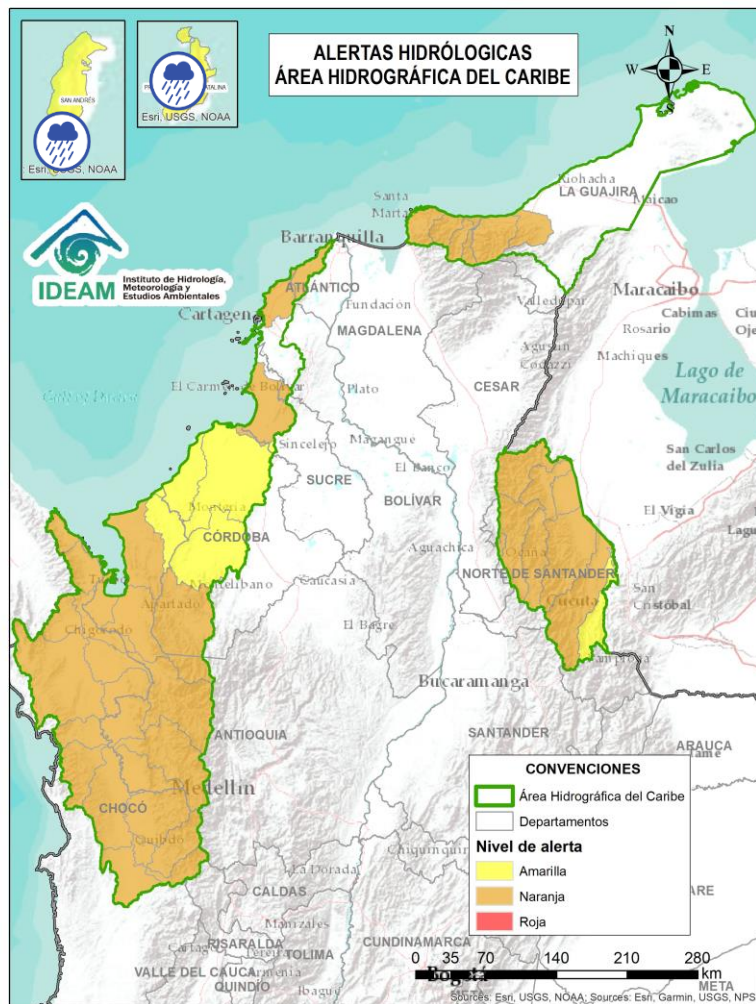 ALERTAS HIDRÓLOGICAS
ÁREA HIDROGRÁFICA DEL CARIBE
N
W
E
S
SAN ANDRÉS
Esri, USGS, NOAA
Esri, USGS, NOAA
IDEAM
Instituto de Hidrología,
Meteorología y
Estudios Ambientales
Riohacha
LA GUAJIRA
Maicao
Santa
Marta
Barranquilla
ATLÁNTICO
Cartagen
Fundación
MAGDALENA
Valledupar
Maracaibo
Cabimas
Rosario
Machiques
Agustín
Codazzi
CESAR
Lago de
Maracaibo
El Carmen de Bolívar
Plato
Sincelejo
Magangué
El Banco
SUCRE
BOLÍVAR
San Carlos
del Zulia
El Vigía
Montería
CÓRDOBA
Aguachica
Ocaña
NORTE DE SANTANDER
Cúcuta
San
Cristóbal
Montelíbano
Caucasia
El Bagre
Apartadó
Chigorodó
Pamplona
Bucaramanga
ANTIOQUIA
SANTANDER
ARAUCA
Medellín
CHOCÓ
Quibdó
La Dorada
CALDAS
Manizales
RISARALDA
TOLIMA
CUNDINAMARCA
VALLE DEL CAUCA
Armenia
QUINDÍO
Ibagué
Bogotá
META
CONVENCIONES
Área Hidrográfica del Caribe
Departamentos
Nivel de alerta
Amarilla
Naranja
Roja
0 35 70 140 210 280
km
Sources: Esri, USGS, NOAA; Sources: Esri, Garmin, USGS, NPS